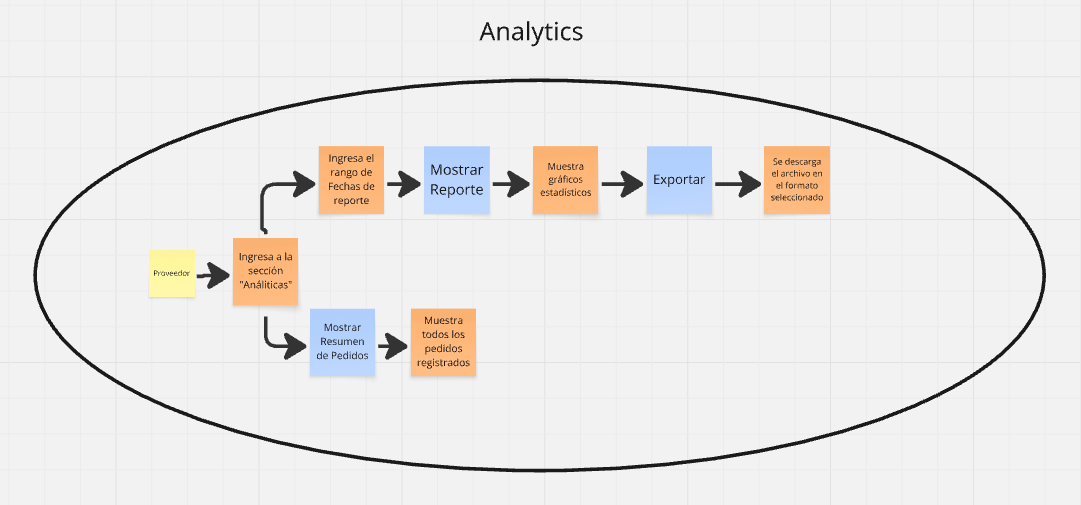 Analytics
Ingresa el
rango de
Fechas de
reporte
Mostrar
Reporte
Muestra
gráficos
estadísticos
Exportar
Se descarga
el archivo en
el formato
seleccionado
Proveedor
Ingresa a la
sección
"Análiticas"
Mostrar
Resumen
de Pedidos
Muestra
todos los
pedidos
registrados